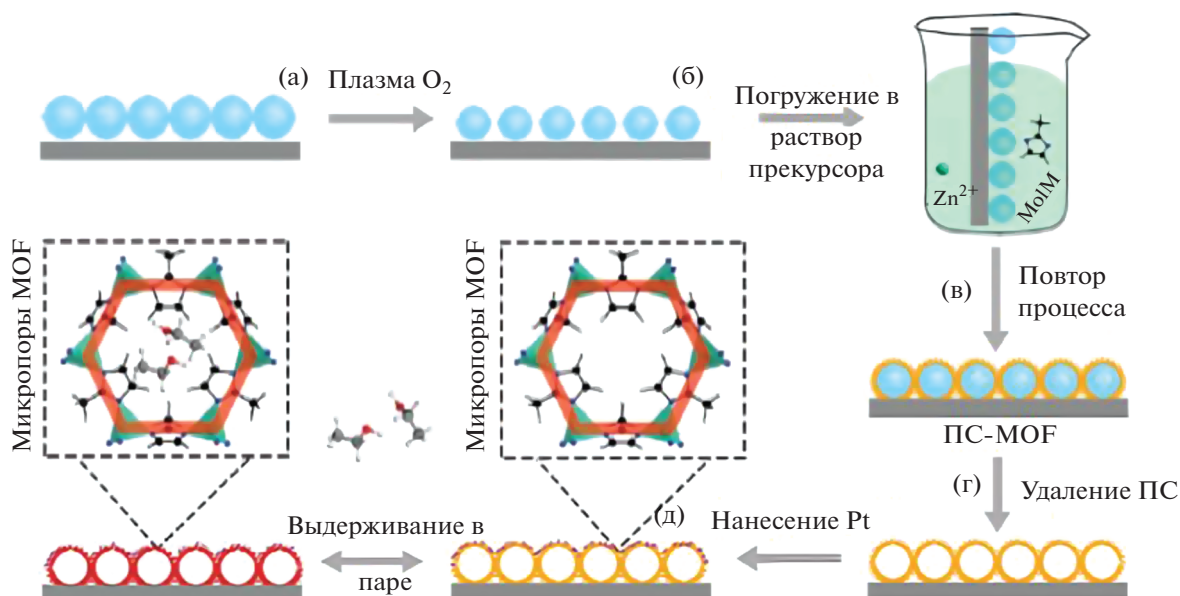 (а)
Плазма O₂
(б)
Погружение в
раствор
прекурсора
Zn²⁺
MolM
(в)
Повтор
процесса
ПС-MOF
(г)
Удаление ПС
Микропоры MOF
Микропоры MOF
(д)
Нанесение Pt
Выдерживание в
паре